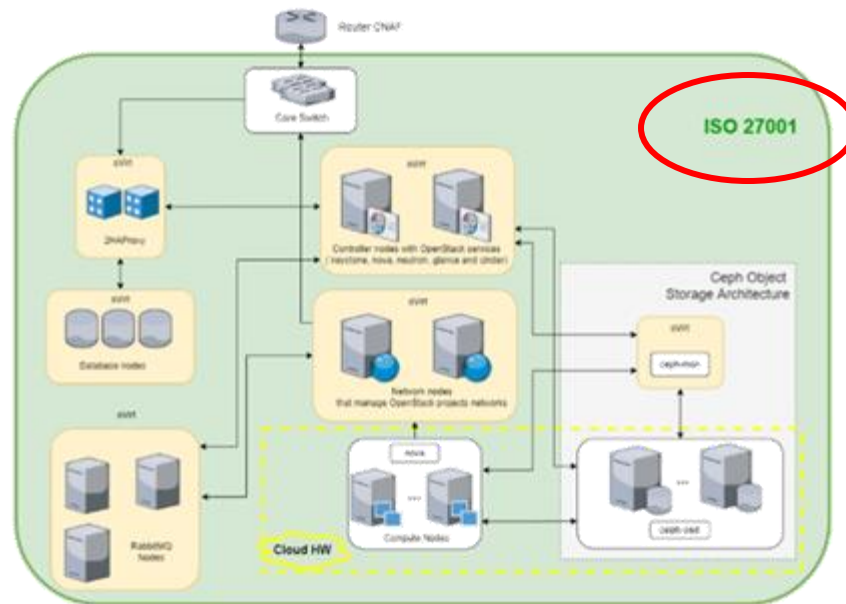 Router CNAF
Core Switch
ISO 27001
oVirt
2HAProxy
oVirt
Controller nodes with OpenStack services
(keystone, nova, neutron, glance and cinder)
oVirt
Database nodes
oVirt
Network nodes
that manage OpenStack projects networks
Ceph Object
Storage Architecture
oVirt
ceph-mon
oVirt
RabbitMQ
Nodes
nova
...
Compute Nodes
...
ceph-osd
Cloud HW